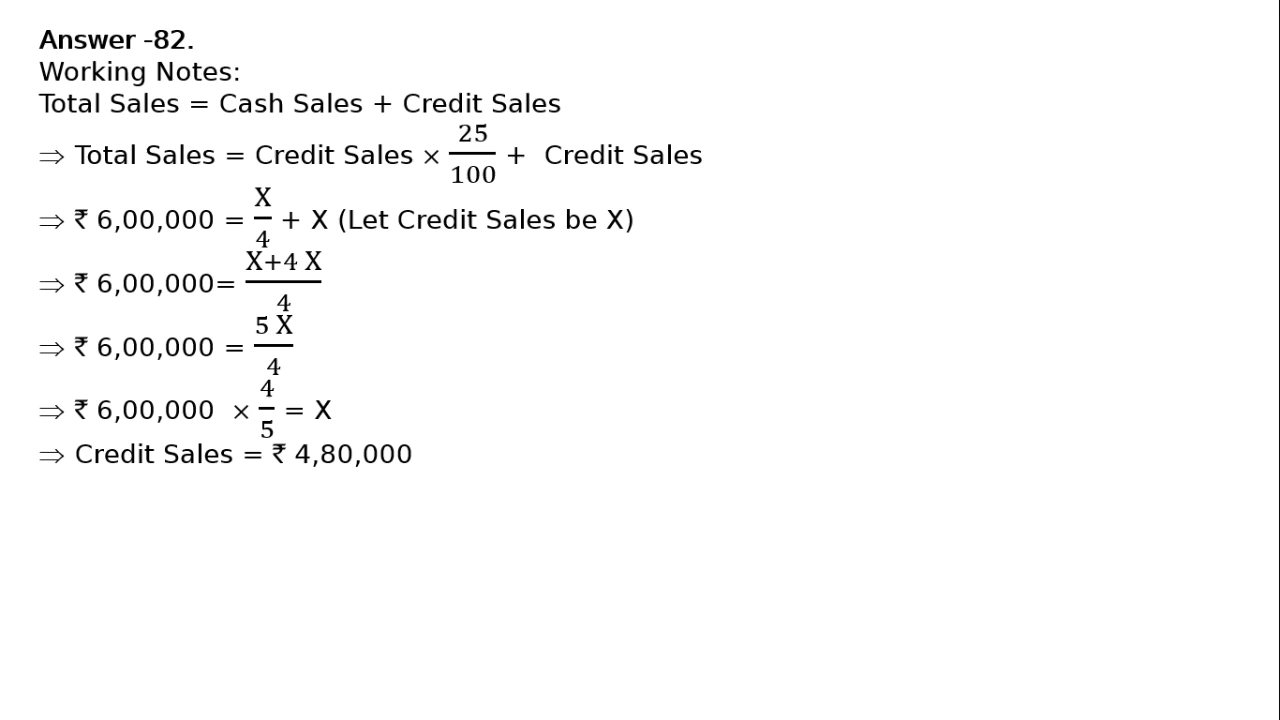 Answer -82.
Working Notes:
Total Sales = Cash Sales + Credit Sales
⇒ Total Sales = Credit Sales × 25/100 + Credit Sales
⇒ ₹ 6,00,000 = X/4 + X (Let Credit Sales be X)
⇒ ₹ 6,00,000= X+4 X/4
⇒ ₹ 6,00,000 = 5 X/4
⇒ ₹ 6,00,000 × 4/5 = X
⇒ Credit Sales = ₹ 4,80,000